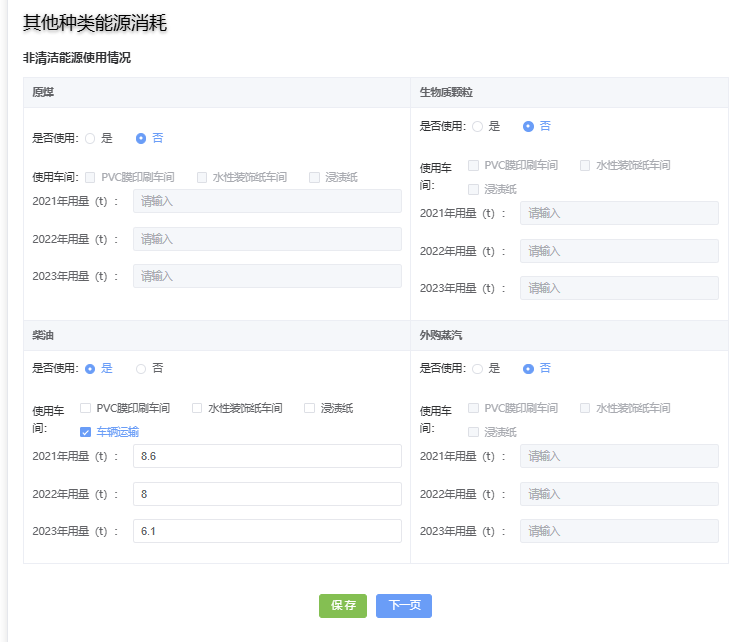 其他种类能源消耗
非清洁能源使用情况
原煤
是否使用: 是 否
使用车间: PVC膜印刷车间 水性装饰纸车间 浸渍纸
2021年用量（t）： 请输入
2022年用量（t）： 请输入
2023年用量（t）： 请输入
生物质颗粒
是否使用: 是 否
使用车间: PVC膜印刷车间 水性装饰纸车间
浸渍纸
2021年用量（t）： 请输入
2022年用量（t）： 请输入
2023年用量（t）： 请输入
柴油
是否使用: 是 否
使用车间: PVC膜印刷车间 水性装饰纸车间 浸渍纸
车辆运输
2021年用量（t）： 8.6
2022年用量（t）： 8
2023年用量（t）： 6.1
外购蒸汽
是否使用: 是 否
使用车间: PVC膜印刷车间 水性装饰纸车间
浸渍纸
2021年用量（t）： 请输入
2022年用量（t）： 请输入
2023年用量（t）： 请输入
保存 下一页